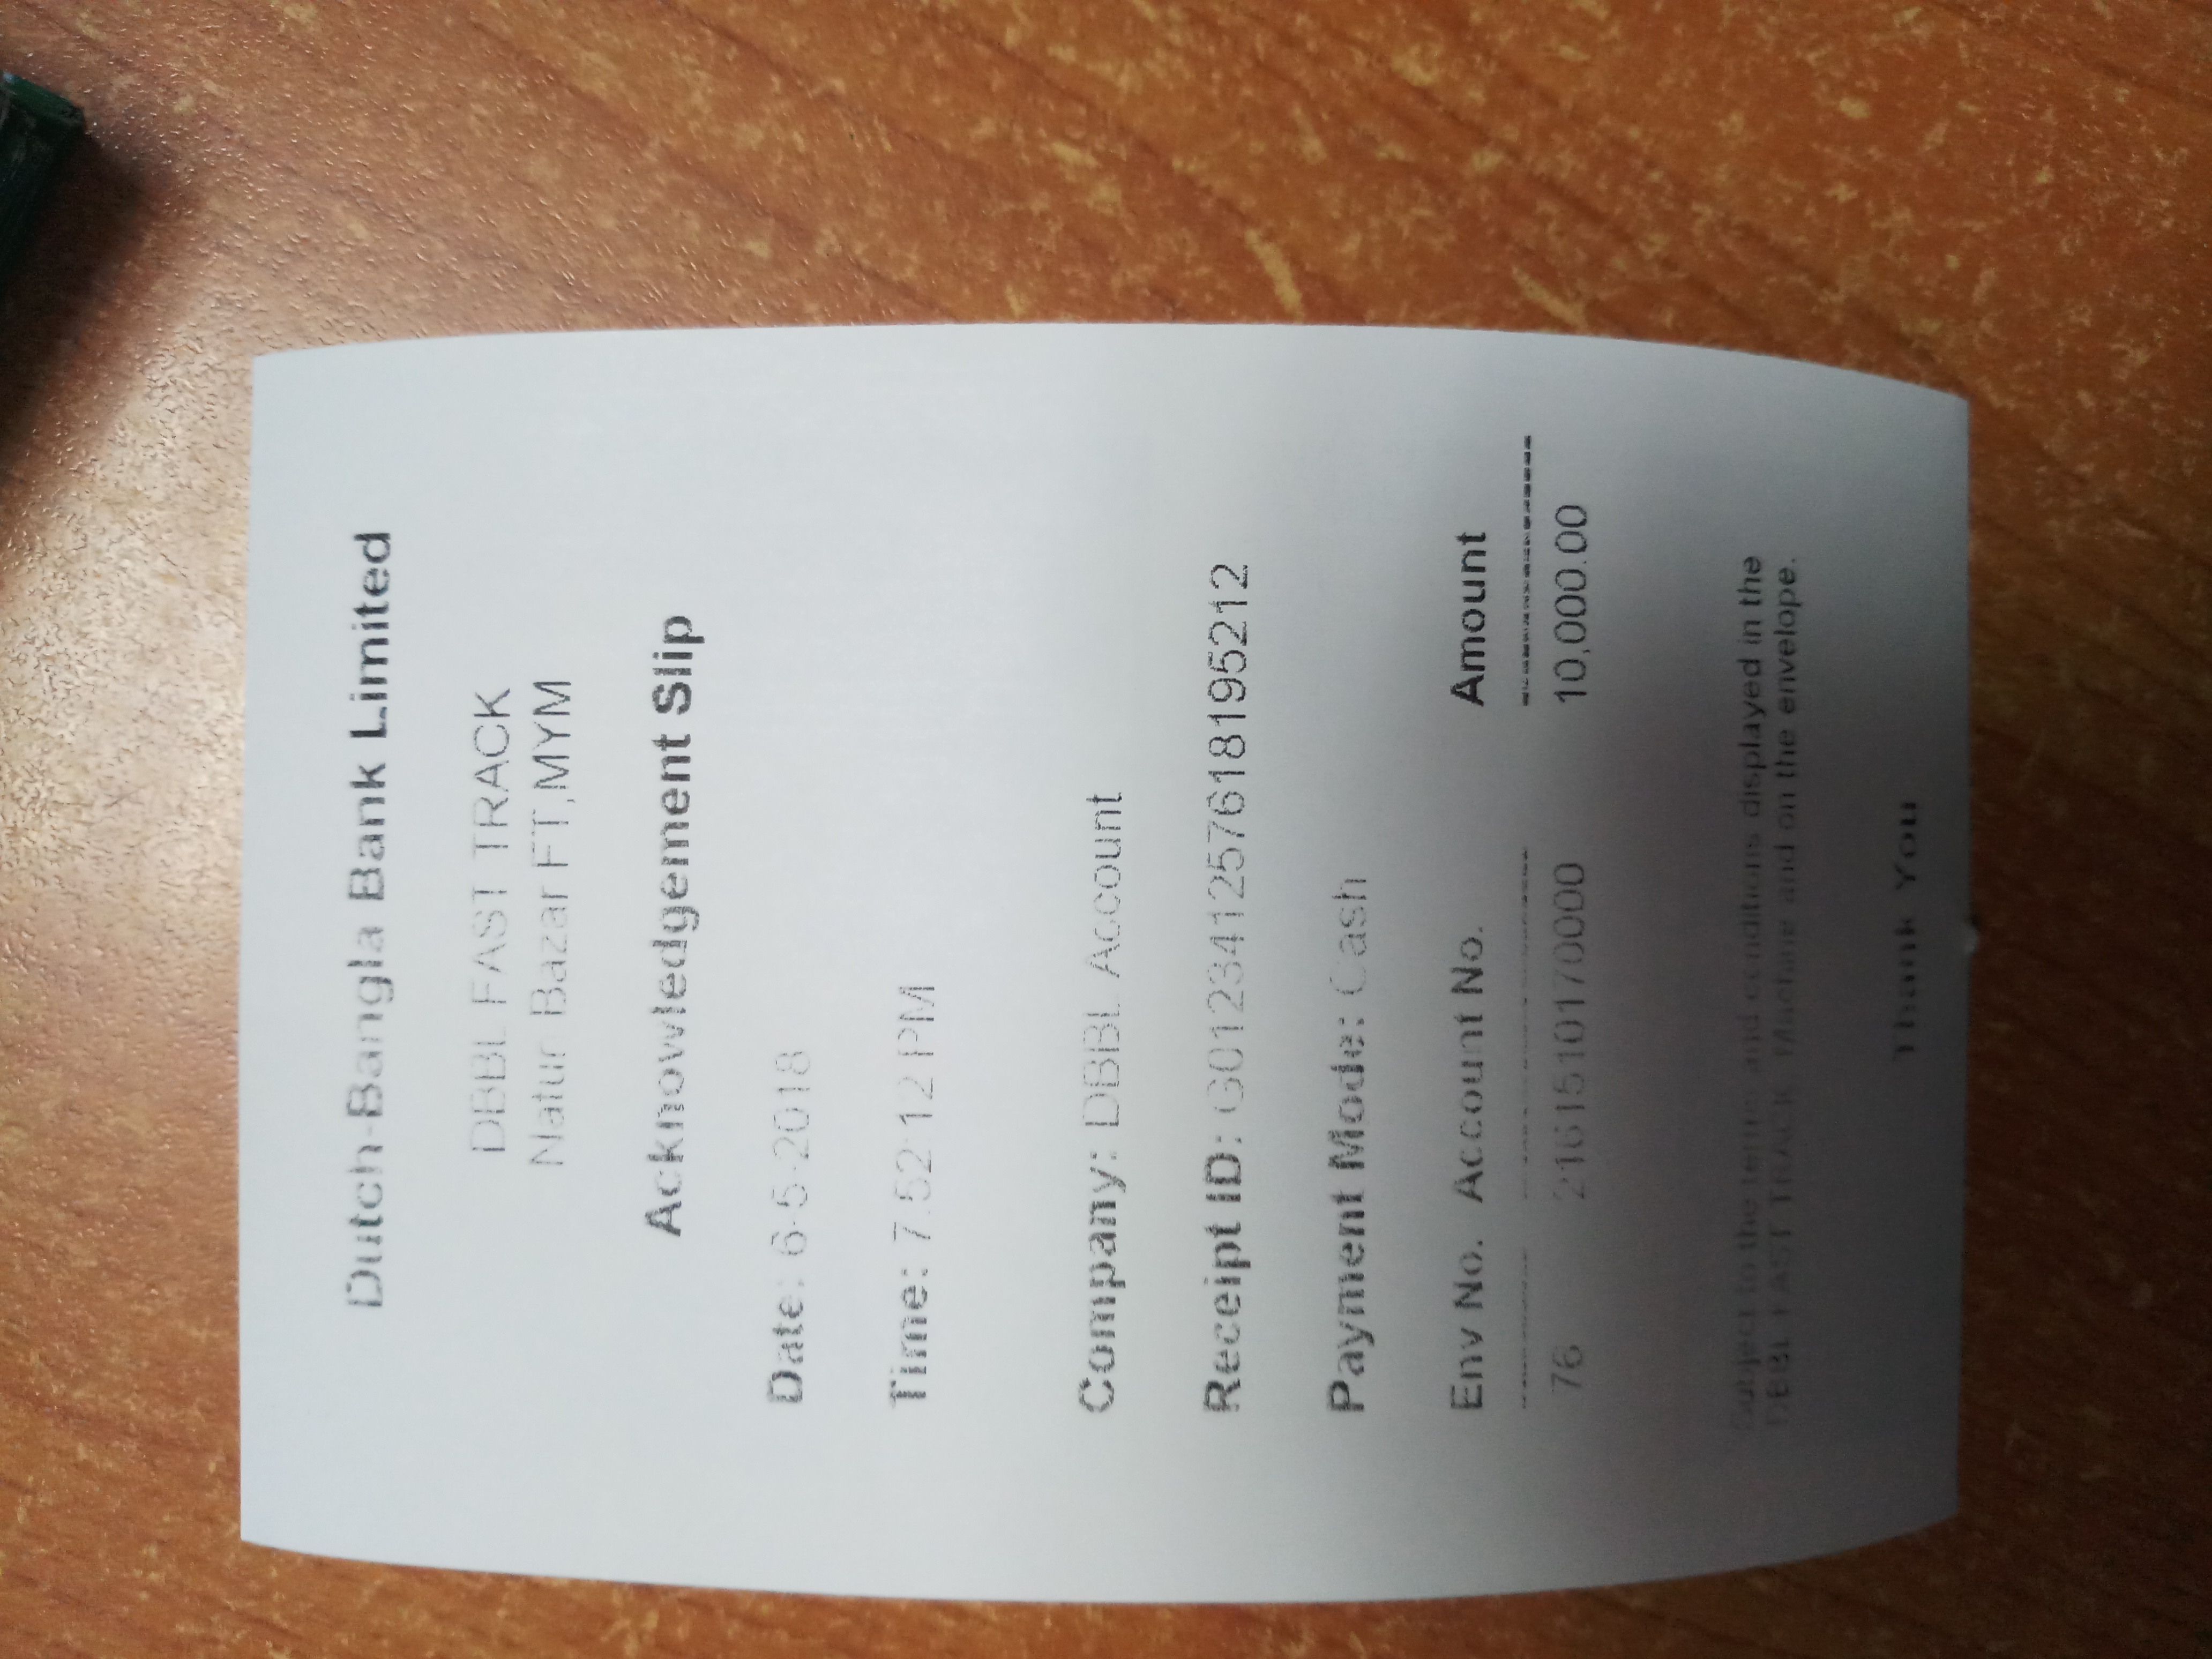 Dutch-Bangla Bank Limited
DBBL FAST TRACK
Natur Bazar FT,MYM
Acknowledgement Slip
Date: 6-5-2018
Time: 7:52:12 PM
Company: DBBL Account
Receipt ID: G012341257618195212
Payment Mode: Cash
Env No. Account No. Amount
76 2161510170000 10,000.00
Subject to the terms and conditions displayed in the
DBBL FAST TRACK Machine and on the envelope.
Thank You